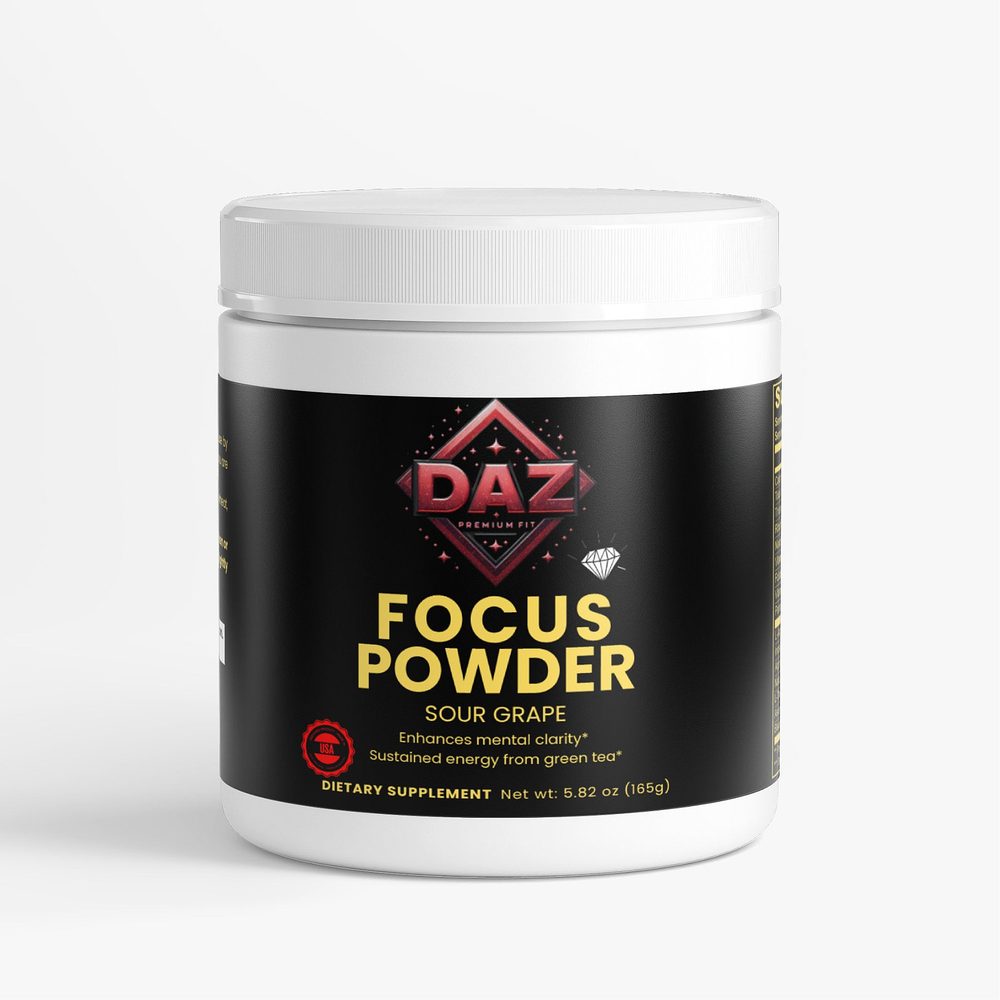 DAZ
PREMIUM FIT
FOCUS
POWDER
SOUR GRAPE
Enhances mental clarity*
Sustained energy from green tea*
USA
DIETARY SUPPLEMENT Net wt: 5.82 oz (165g)